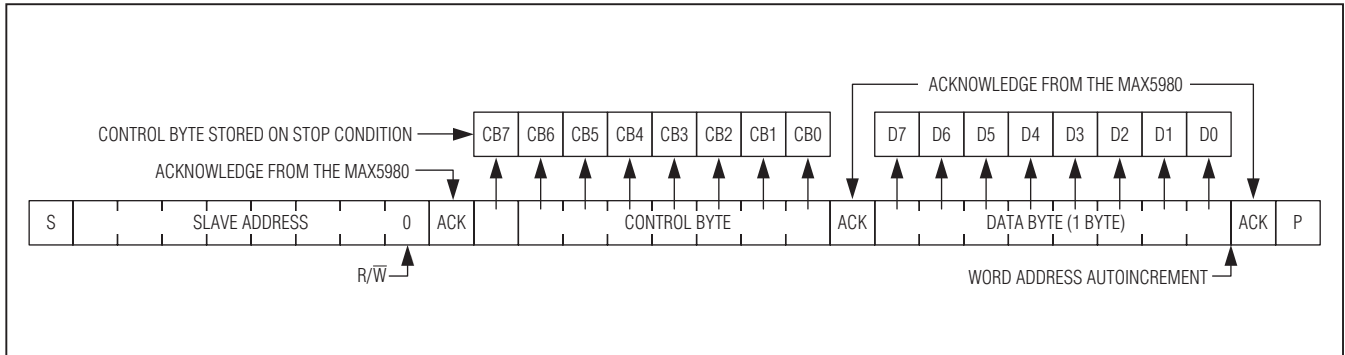 ACKNOWLEDGE FROM THE MAX5980
CONTROL BYTE STORED ON STOP CONDITION CB7 CB6 CB5 CB4 CB3 CB2 CB1 CB0 D7 D6 D5 D4 D3 D2 D1 D0
ACKNOWLEDGE FROM THE MAX5980
S SLAVE ADDRESS 0 ACK CONTROL BYTE ACK DATA BYTE (1 BYTE) ACK P
R/W̅ WORD ADDRESS AUTOINCREMENT